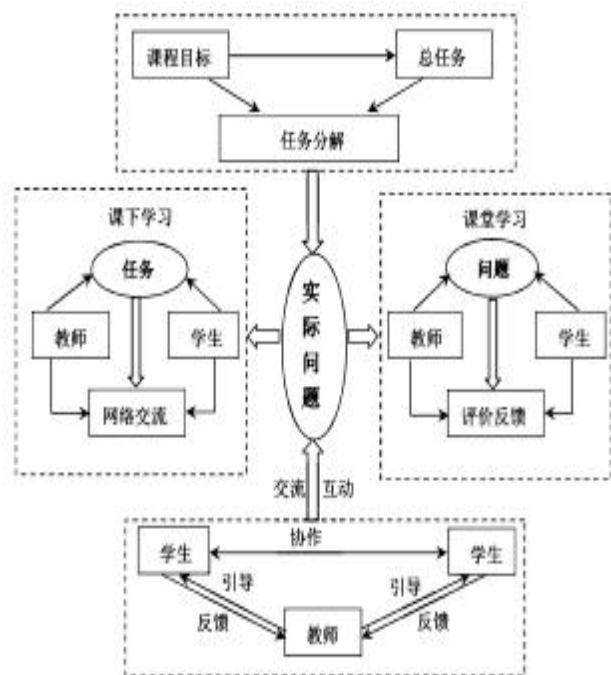 课程目标
总任务
任务分解
课下学习
任务
教师
学生
网络交流
实际问题
课堂学习
问题
教师
学生
评价反馈
交流 互动
协作
学生
学生
引导
引导
反馈
教师
反馈